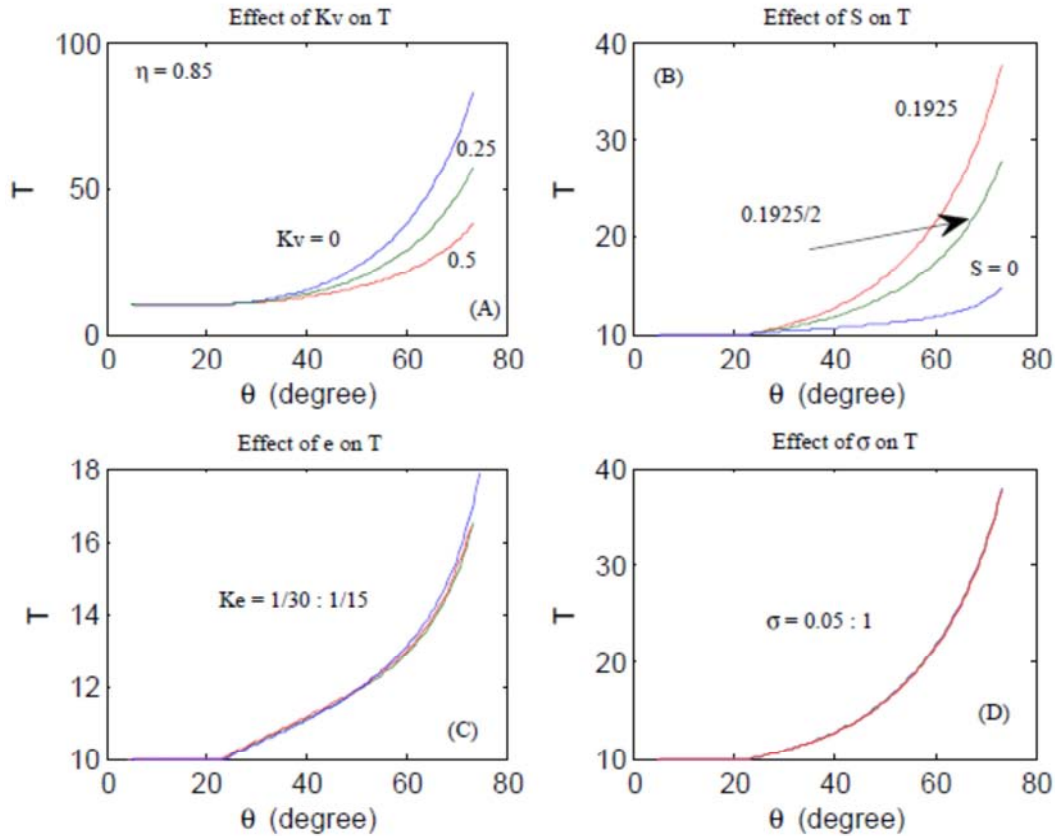 Effect of Kv on T
100
50
0
T
η = 0.85
0.25
Kv = 0
0.5
(A)
0 20 40 60 80
θ (degree)
Effect of S on T
40
30
20
10
T
(B)
0.1925
0.1925/2
S = 0
0 20 40 60 80
θ (degree)
Effect of e on T
18
16
14
12
10
T
Ke = 1/30 : 1/15
(C)
0 20 40 60 80
θ (degree)
Effect of σ on T
40
30
20
10
T
σ = 0.05 : 1
(D)
0 20 40 60 80
θ (degree)